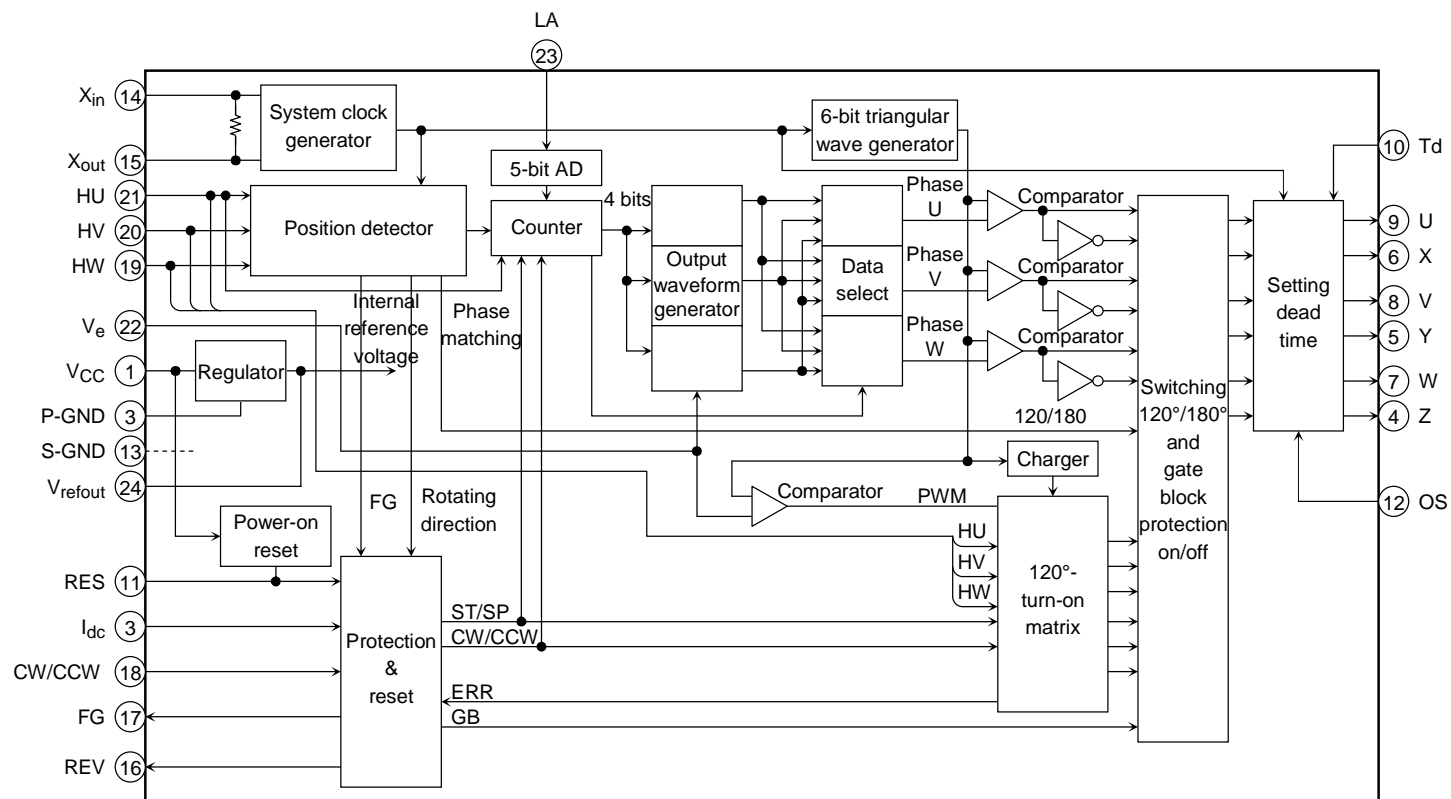 LA
23
Xin 14
System clock
generator
6-bit triangular
wave generator
Xout 15
5-bit AD
10 Td
HU 21
HV 20
HW 19
Position detector
Counter
4 bits
Output
waveform
generator
Data
select
Phase
U
Phase
V
Phase
W
Comparator
Comparator
Comparator
Setting
dead
time
9 U
6 X
8 V
5 Y
7 W
4 Z
Internal
reference
voltage
Phase
matching
Ve 22
VCC 1
Regulator
P-GND 3
S-GND 13
Vrefout 24
120/180
Switching
120°/180°
and
gate
block
protection
on/off
Charger
12 OS
FG
Rotating
direction
Comparator
PWM
Power-on
reset
HU
HV
HW
120°-
turn-on
matrix
RES 11
Idc 3
CW/CCW 18
FG 17
REV 16
Protection
&
reset
ST/SP
CW/CCW
ERR
GB